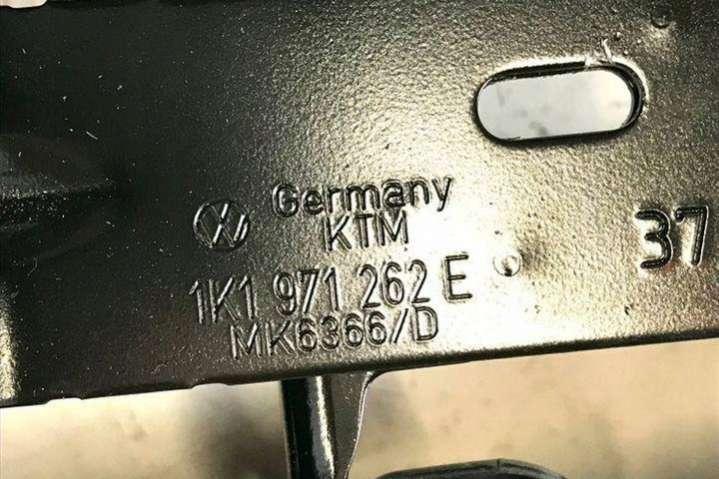 Germany
KTM
37
1K1 971 262 E
MK6366/D